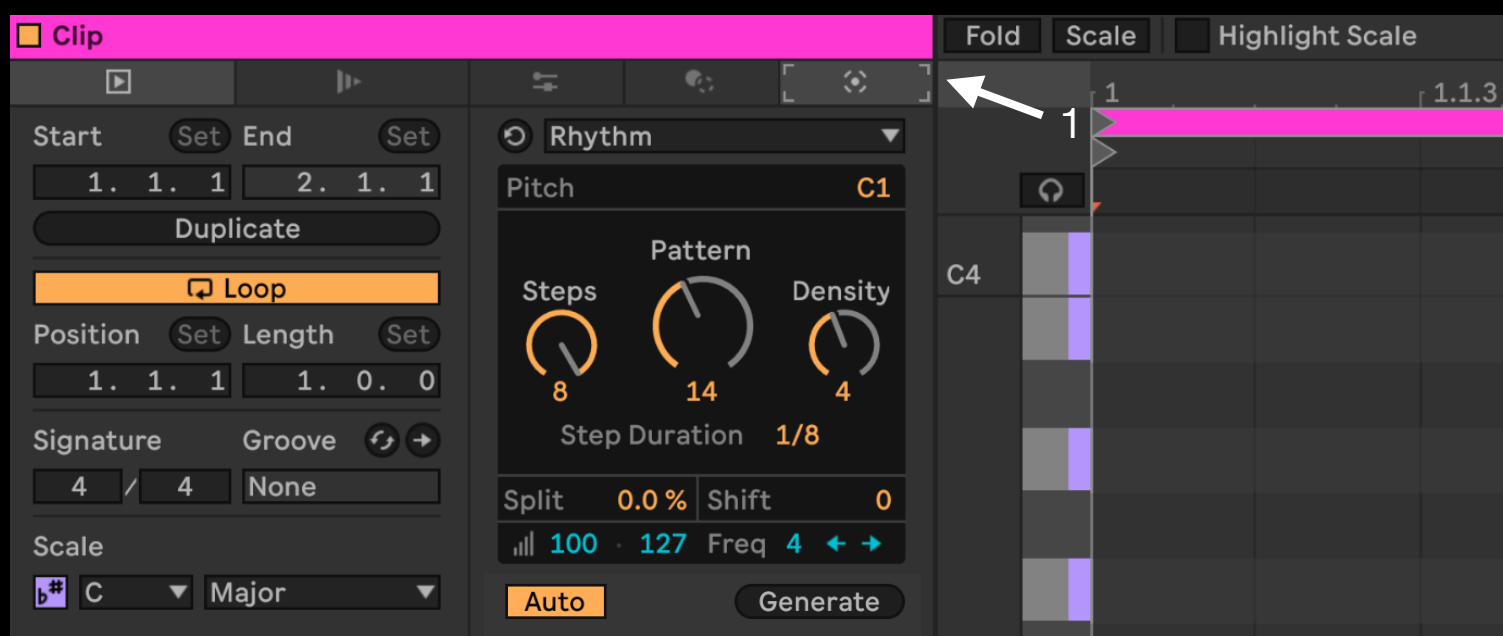 Clip
Fold Scale Highlight Scale
1 1.1.3
1
Start Set End Set
1. 1. 1 2. 1. 1
Duplicate
Loop
Position Set Length Set
1. 1. 1 1. 0. 0
Signature Groove
4 / 4 None
Scale
b# C Major
Rhythm
Pitch C1
Pattern
Steps Density
8 14 4
Step Duration 1/8
Split 0.0 % Shift 0
100 · 127 Freq 4
Auto Generate
C4